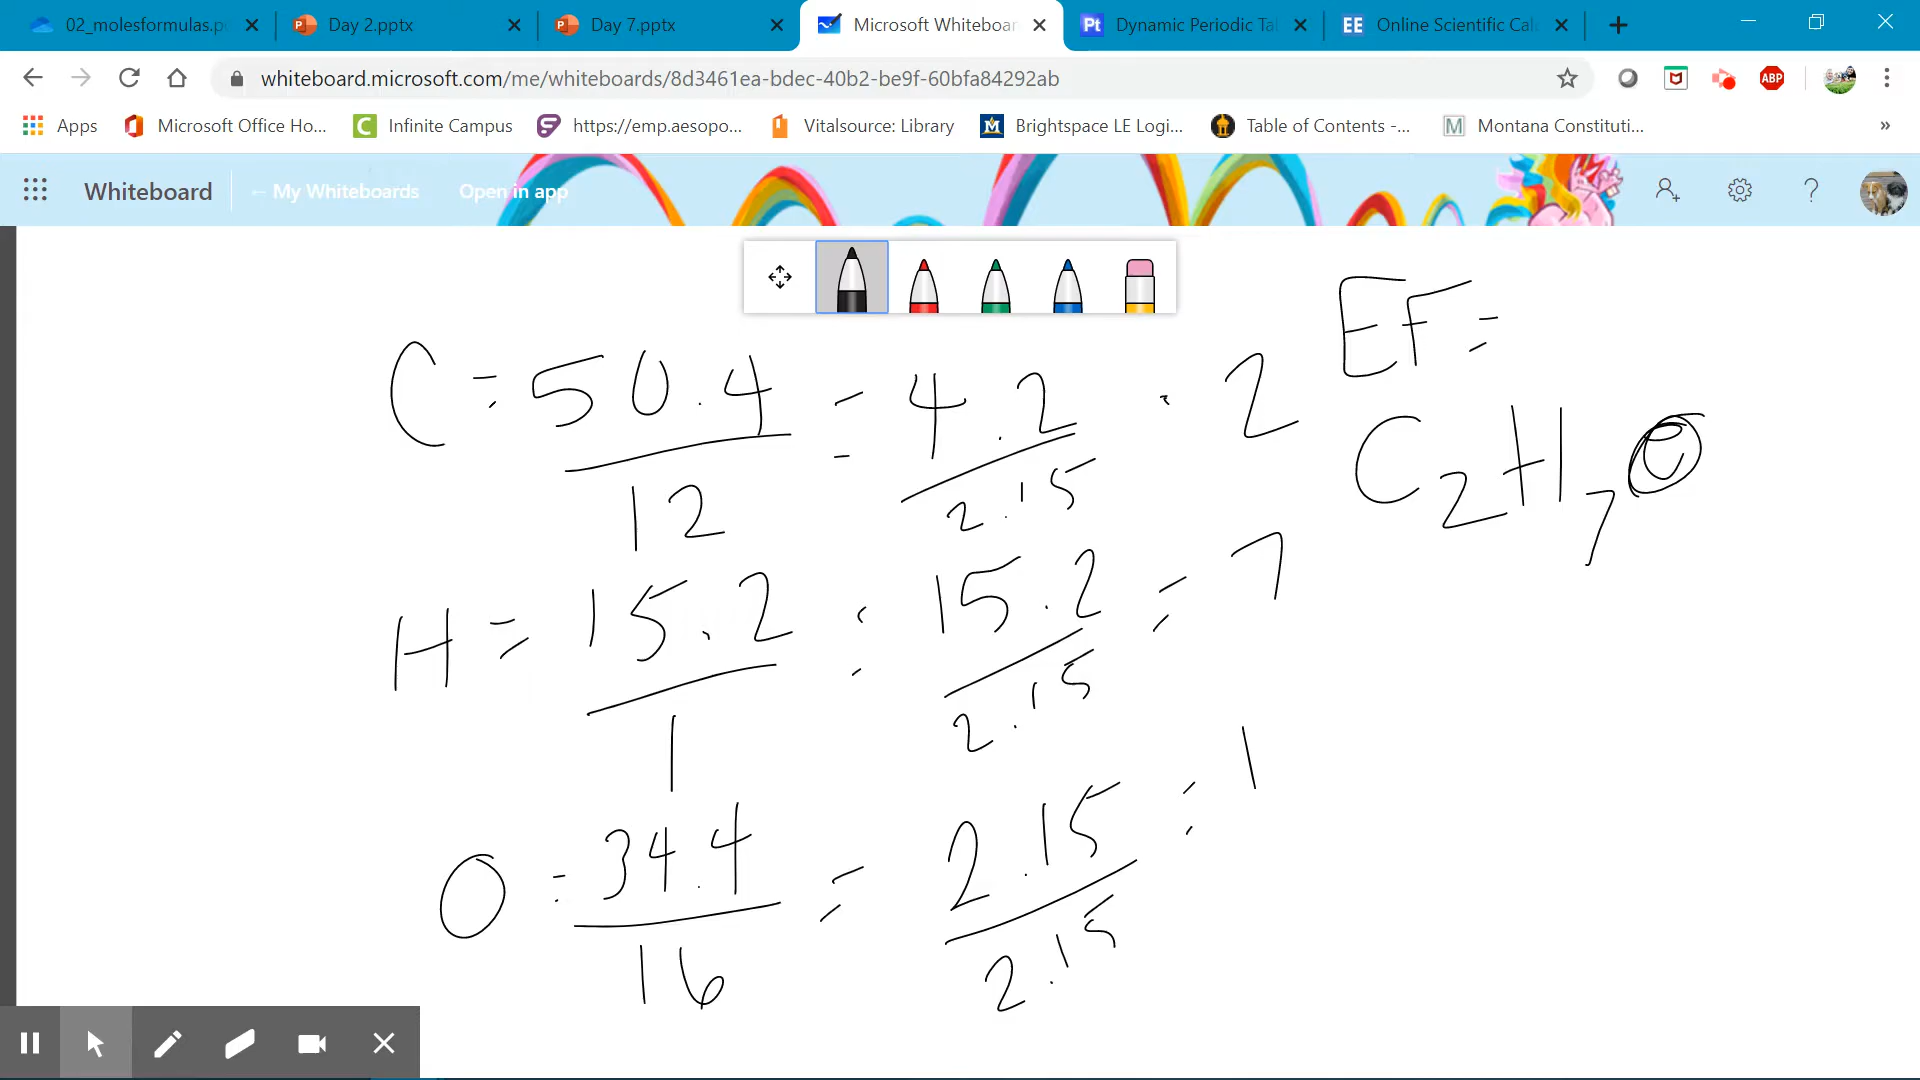 02_molesformulas.p
Day 2.pptx
Day 7.pptx
Microsoft Whiteboar
Pt
Dynamic Periodic Ta
EE
Online Scientific Cal
whiteboard.microsoft.com/me/whiteboards/8d3461ea-bdec-40b2-be9f-60bfa84292ab
ABP
Apps
Microsoft Office Ho...
Infinite Campus
https://emp.aesopo...
Vitalsource: Library
Brightspace LE Logi...
Table of Contents -...
M
Montana Constituti...
»
Whiteboard
← My Whiteboards
Open in app
?
EF=
C = 50.4 = 4.2 · 2
12 2.15
C2H7O
H = 15.2 = 15.2 = 7
1 2.15
O = 34.4 = 2.15 = 1
16 2.15